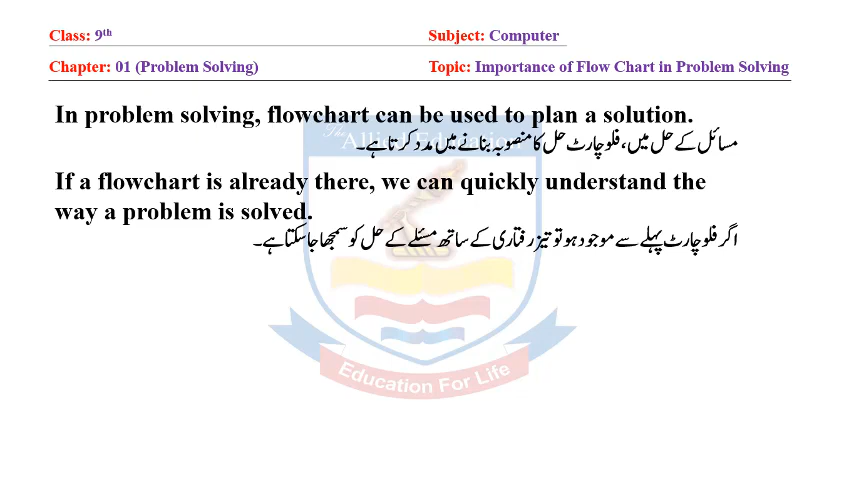 Class: 9th
Subject: Computer
Chapter: 01 (Problem Solving)
Topic: Importance of Flow Chart in Problem Solving
In problem solving, flowchart can be used to plan a solution.
مسائل کے حل میں، فلوچارٹ حل کا منصوبہ بنانے میں مدد کرتا ہے۔
If a flowchart is already there, we can quickly understand the
way a problem is solved.
اگر فلوچارٹ پہلے سے موجود ہو تو تیز رفتاری کے ساتھ مسئلے کے حل کو سمجھا جا سکتا ہے۔
The
Allied Education
Education For Life